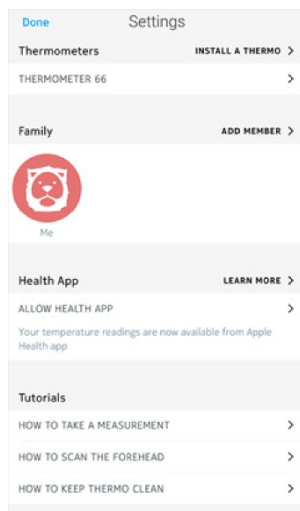 Done Settings
Thermometers INSTALL A THERMO >
THERMOMETER 66 >
Family ADD MEMBER >
Me
Health App LEARN MORE >
ALLOW HEALTH APP >
Your temperature readings are now available from Apple
Health app
Tutorials
HOW TO TAKE A MEASUREMENT >
HOW TO SCAN THE FOREHEAD >
HOW TO KEEP THERMO CLEAN >